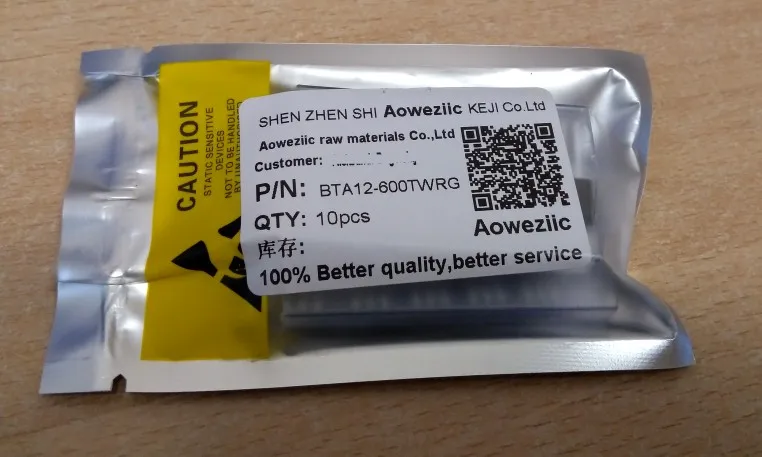 CAUTION
STATIC SENSITIVE
DEVICES
NOT TO BE HANDLED
SHEN ZHEN SHI Aoweziic KEJI Co.Ltd
Aoweziic raw materials Co.,Ltd
Customer:
P/N: BTA12-600TWRG
QTY: 10pcs
Aoweziic
库存:
100% Better quality,better service